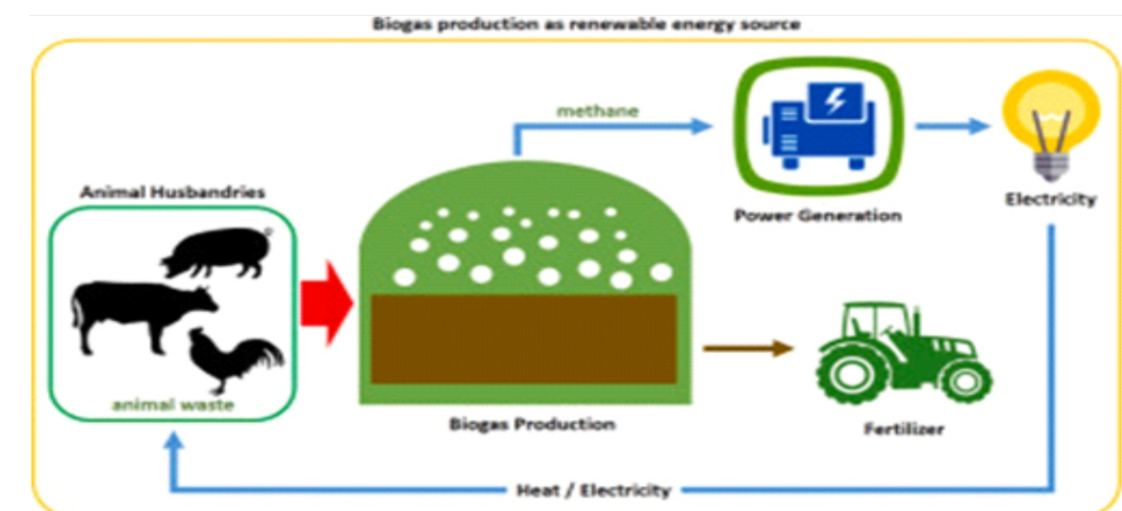 Biogas production as renewable energy source
methane
Animal Husbandries
Electricity
Power Generation
animal waste
Biogas Production
Fertilizer
Heat / Electricity